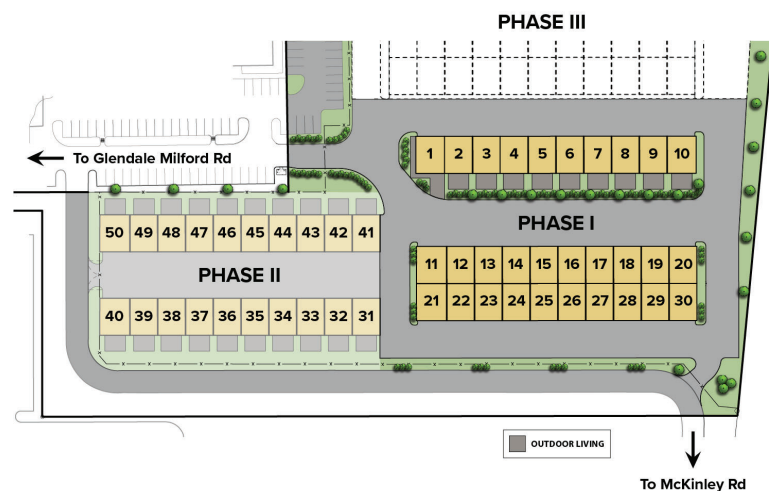 PHASE III
To Glendale Milford Rd
1 2 3 4 5 6 7 8 9 10
PHASE I
50 49 48 47 46 45 44 43 42 41
11 12 13 14 15 16 17 18 19 20
PHASE II
21 22 23 24 25 26 27 28 29 30
40 39 38 37 36 35 34 33 32 31
OUTDOOR LIVING
To McKinley Rd